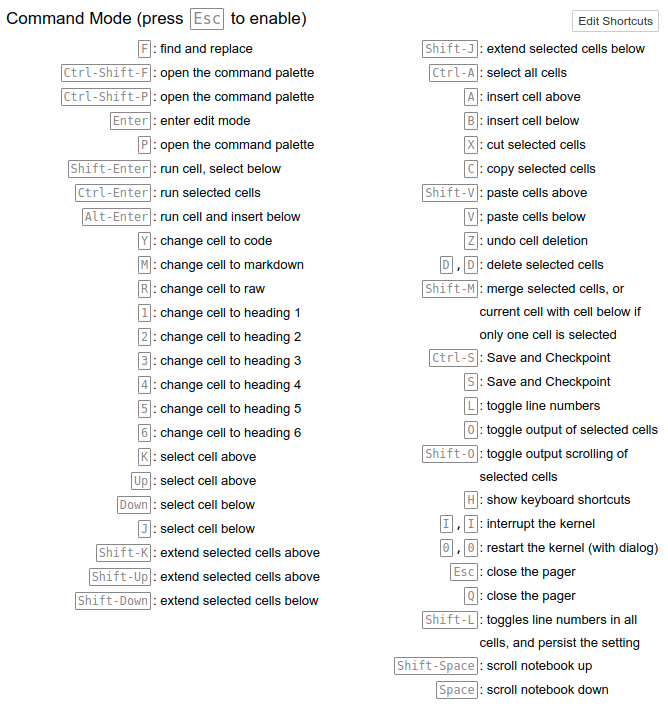 Command Mode (press Esc to enable)
Edit Shortcuts
F : find and replace
Ctrl-Shift-F : open the command palette
Ctrl-Shift-P : open the command palette
Enter : enter edit mode
P : open the command palette
Shift-Enter : run cell, select below
Ctrl-Enter : run selected cells
Alt-Enter : run cell and insert below
Y : change cell to code
M : change cell to markdown
R : change cell to raw
1 : change cell to heading 1
2 : change cell to heading 2
3 : change cell to heading 3
4 : change cell to heading 4
5 : change cell to heading 5
6 : change cell to heading 6
K : select cell above
Up : select cell above
Down : select cell below
J : select cell below
Shift-K : extend selected cells above
Shift-Up : extend selected cells above
Shift-Down : extend selected cells below
Shift-J : extend selected cells below
Ctrl-A : select all cells
A : insert cell above
B : insert cell below
X : cut selected cells
C : copy selected cells
Shift-V : paste cells above
V : paste cells below
Z : undo cell deletion
D , D : delete selected cells
Shift-M : merge selected cells, or
current cell with cell below if
only one cell is selected
Ctrl-S : Save and Checkpoint
S : Save and Checkpoint
L : toggle line numbers
O : toggle output of selected cells
Shift-O : toggle output scrolling of
selected cells
H : show keyboard shortcuts
I , I : interrupt the kernel
0 , 0 : restart the kernel (with dialog)
Esc : close the pager
Q : close the pager
Shift-L : toggles line numbers in all
cells, and persist the setting
Shift-Space : scroll notebook up
Space : scroll notebook down